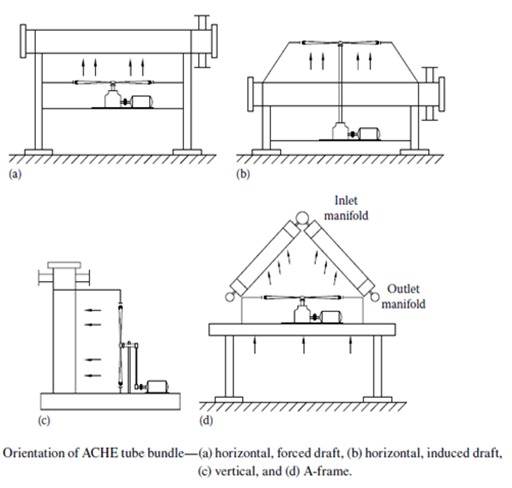 (a)
(b)
Inlet
manifold
Outlet
manifold
(c)
(d)
Orientation of ACHE tube bundle—(a) horizontal, forced draft, (b) horizontal, induced draft,
(c) vertical, and (d) A-frame.